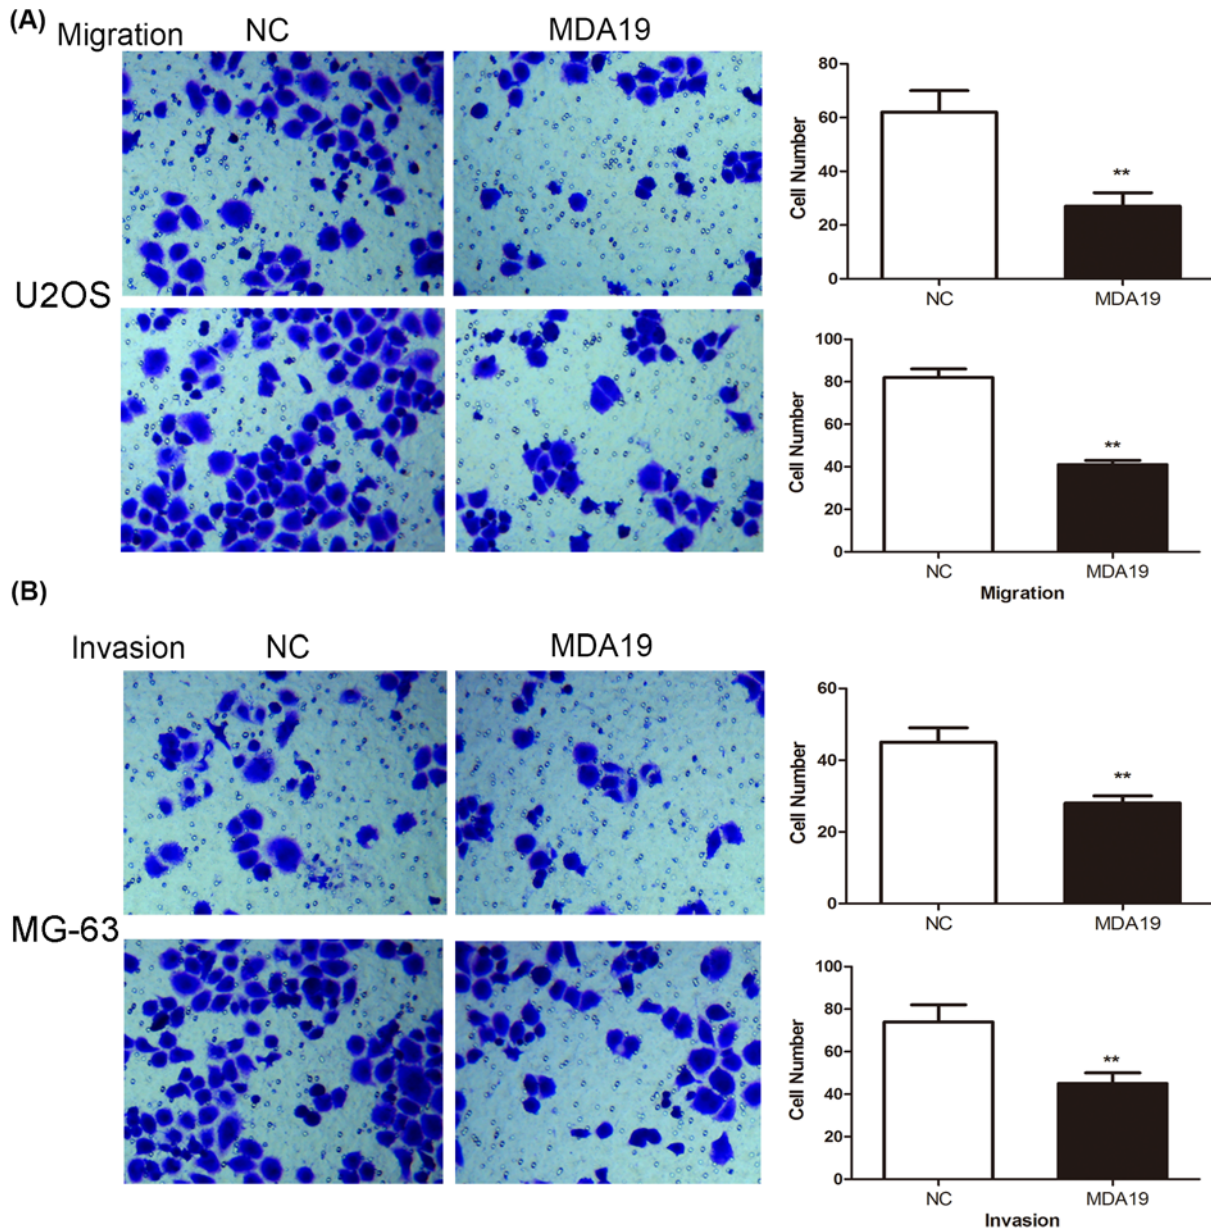 (A)
Migration NC MDA19
U2OS
80
60
40
20
0
Cell Number
**
NC MDA19
100
80
60
40
20
0
Cell Number
**
NC MDA19
Migration
(B)
Invasion NC MDA19
MG-63
60
40
20
0
Cell Number
**
NC MDA19
100
80
60
40
20
0
Cell Number
**
NC MDA19
Invasion